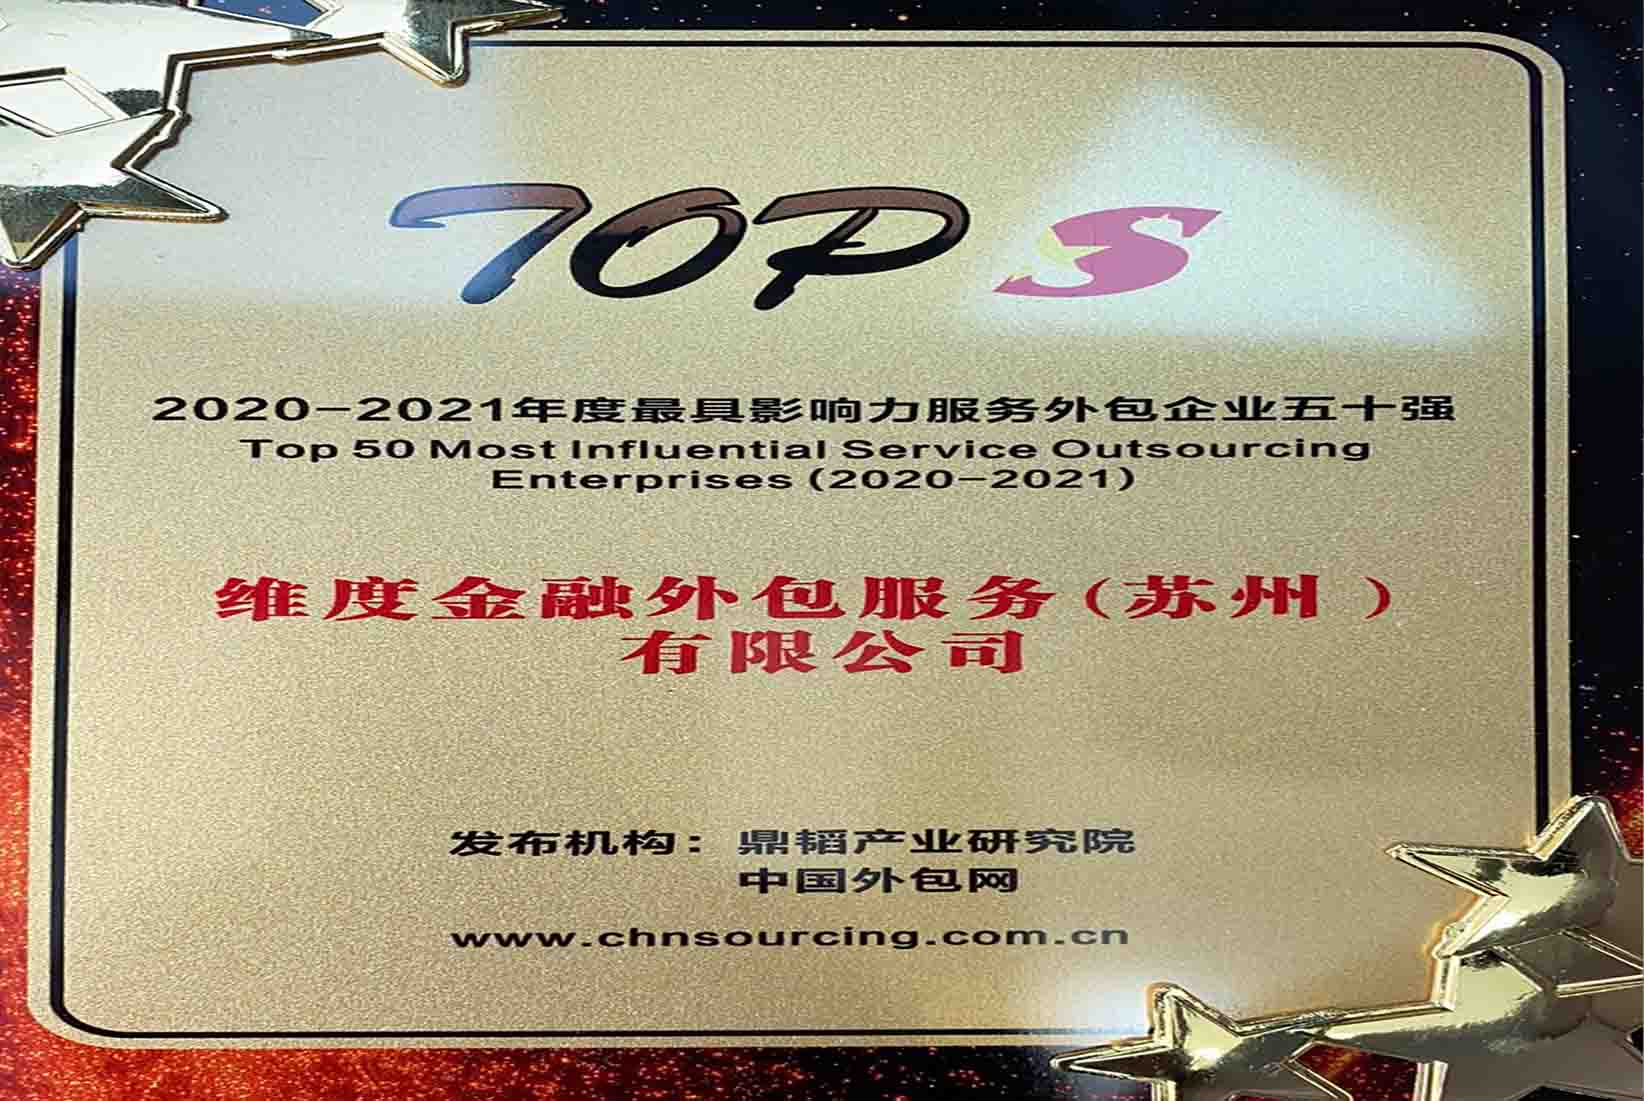 TOP S
2020-2021年度最具影响力服务外包企业五十强
Top 50 Most Influential Service Outsourcing
Enterprises (2020-2021)
维度金融外包服务(苏州)
有限公司
发布机构：鼎韬产业研究院
中国外包网
www.chnsourcing.com.cn